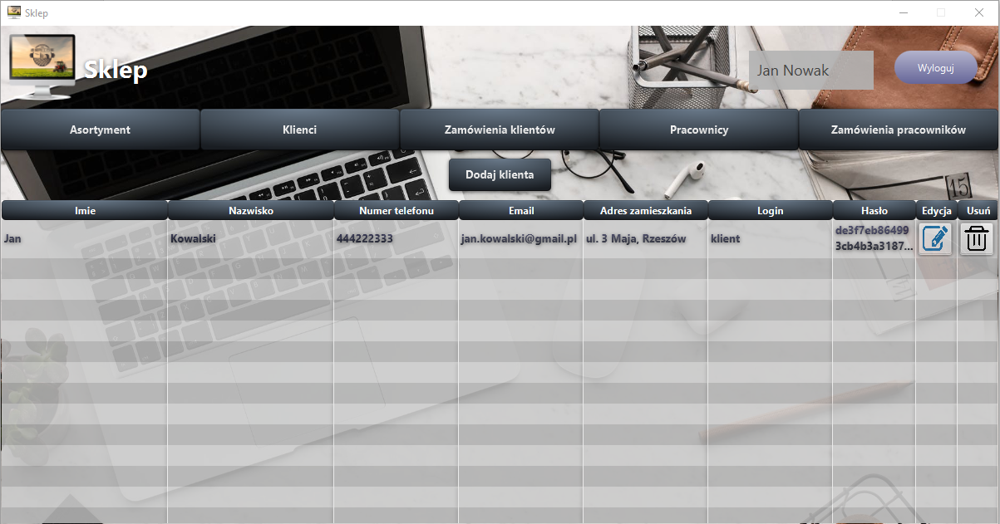 Sklep
Sklep
Jan Nowak
Wyloguj
Asortyment
Klienci
Zamówienia klientów
Pracownicy
Zamówienia pracowników
Dodaj klienta
15
Imie
Nazwisko
Numer telefonu
Email
Adres zamieszkania
Login
Hasło
Edycja
Usuń
Jan
Kowalski
444222333
jan.kowalski@gmail.pl
ul. 3 Maja, Rzeszów
klient
de3f7eb86499
3cb4b3a3187...